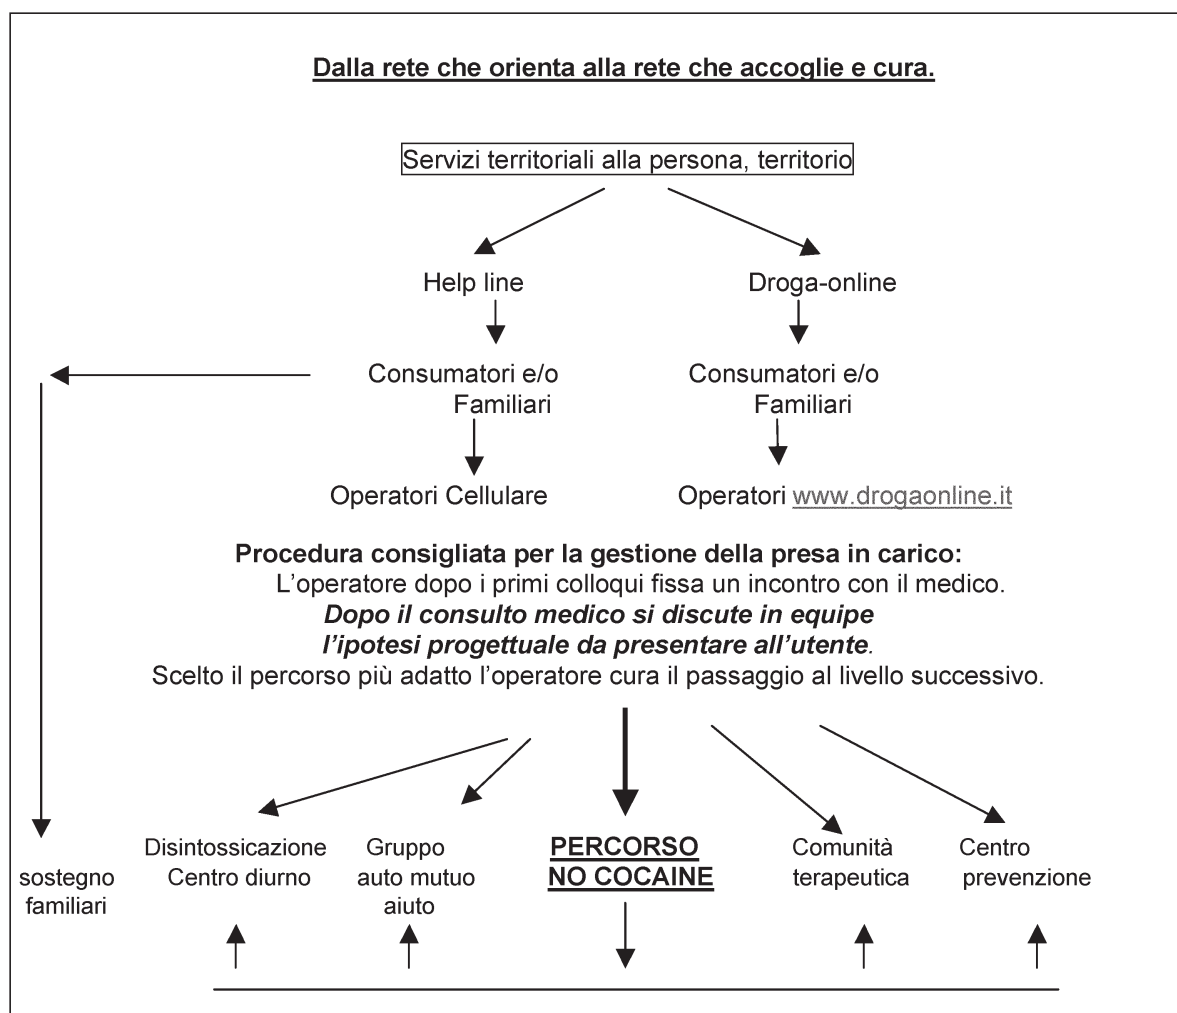 Dalla rete che orienta alla rete che accoglie e cura.
Servizi territoriali alla persona, territorio
Help line
Droga-online
Consumatori e/o
Familiari
Consumatori e/o
Familiari
Operatori Cellulare
Operatori www.drogaonline.it
Procedura consigliata per la gestione della presa in carico:
L’operatore dopo i primi colloqui fissa un incontro con il medico.
Dopo il consulto medico si discute in equipe
l’ipotesi progettuale da presentare all’utente.
Scelto il percorso più adatto l’operatore cura il passaggio al livello successivo.
sostegno
familiari
Disintossicazione
Centro diurno
Gruppo
auto mutuo
aiuto
PERCORSO
NO COCAINE
Comunità
terapeutica
Centro
prevenzione